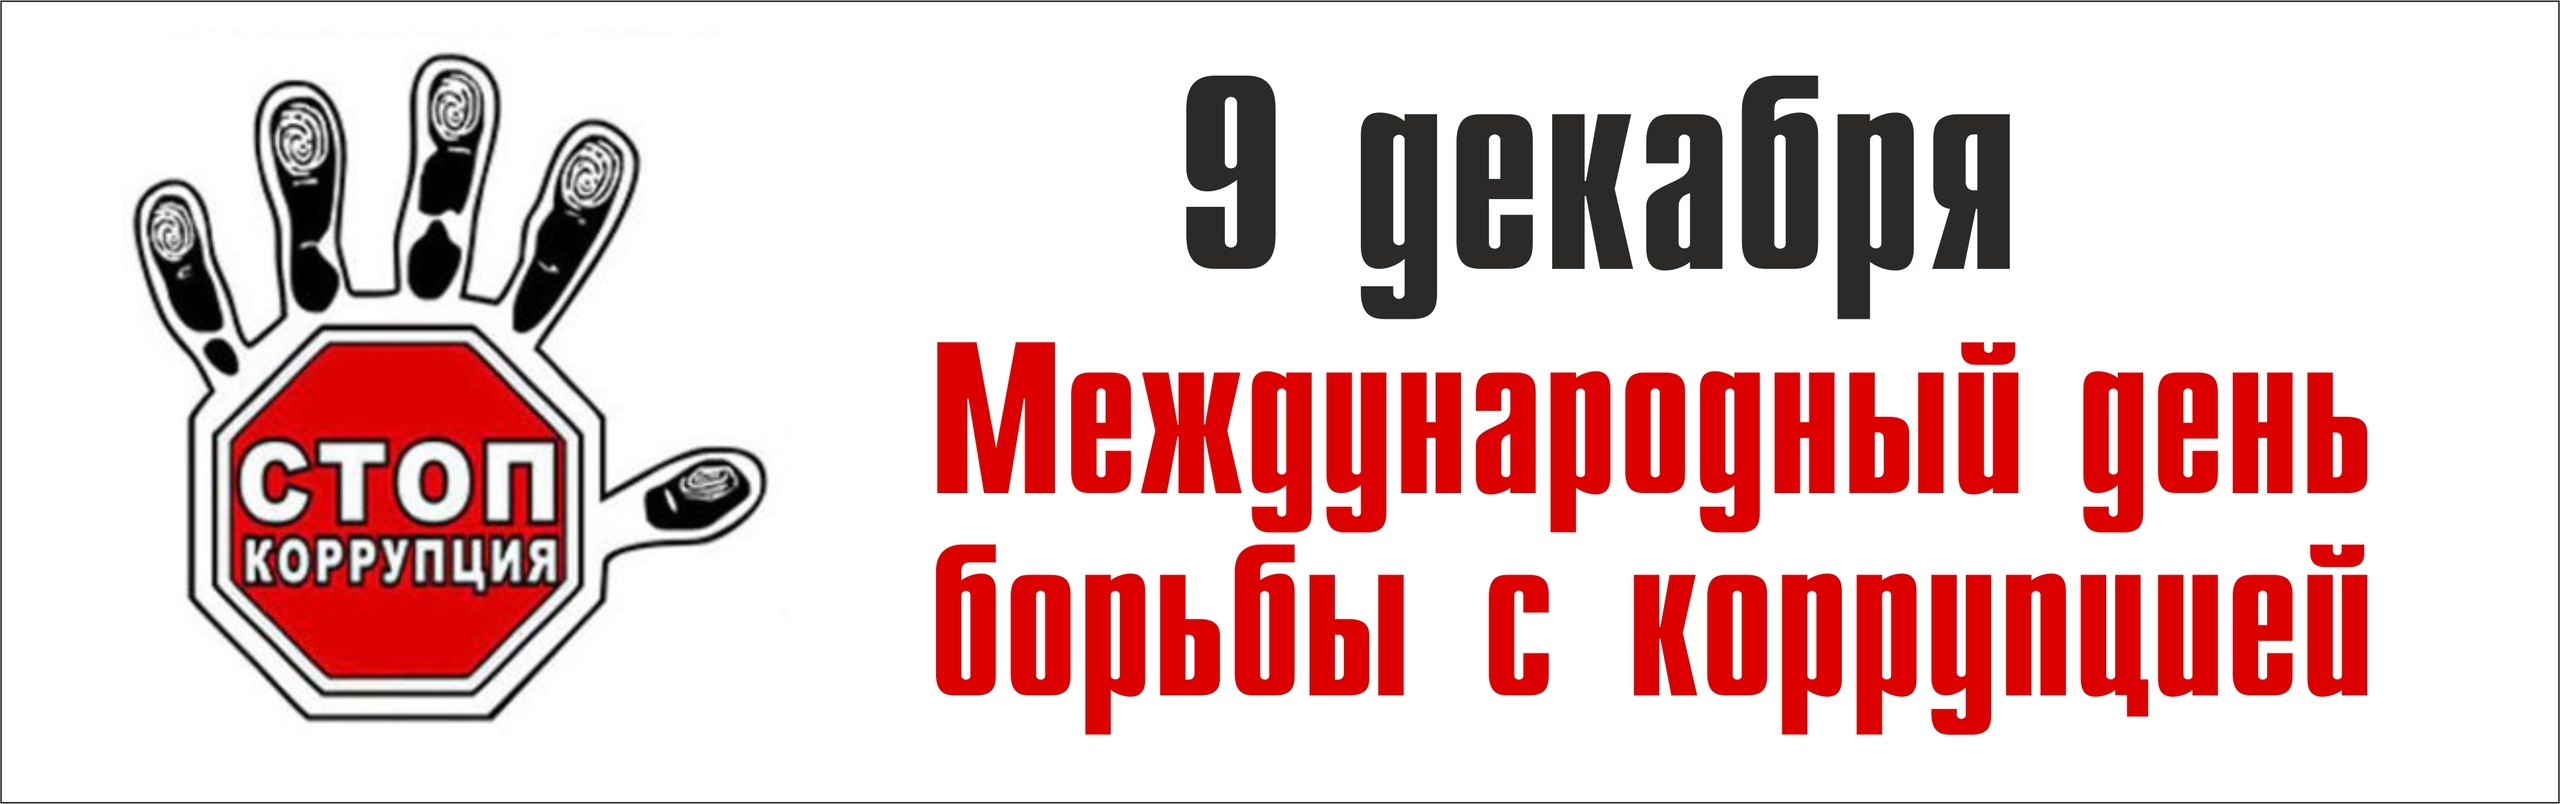 СТОП
КОРРУПЦИЯ
9 декабря
Международный день
борьбы с коррупцией